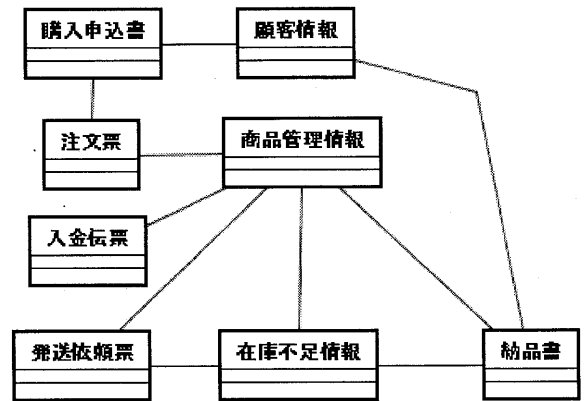 購入申込書
顧客情報
注文票
商品管理情報
入金伝票
発送依頼票
在庫不足情報
納品書